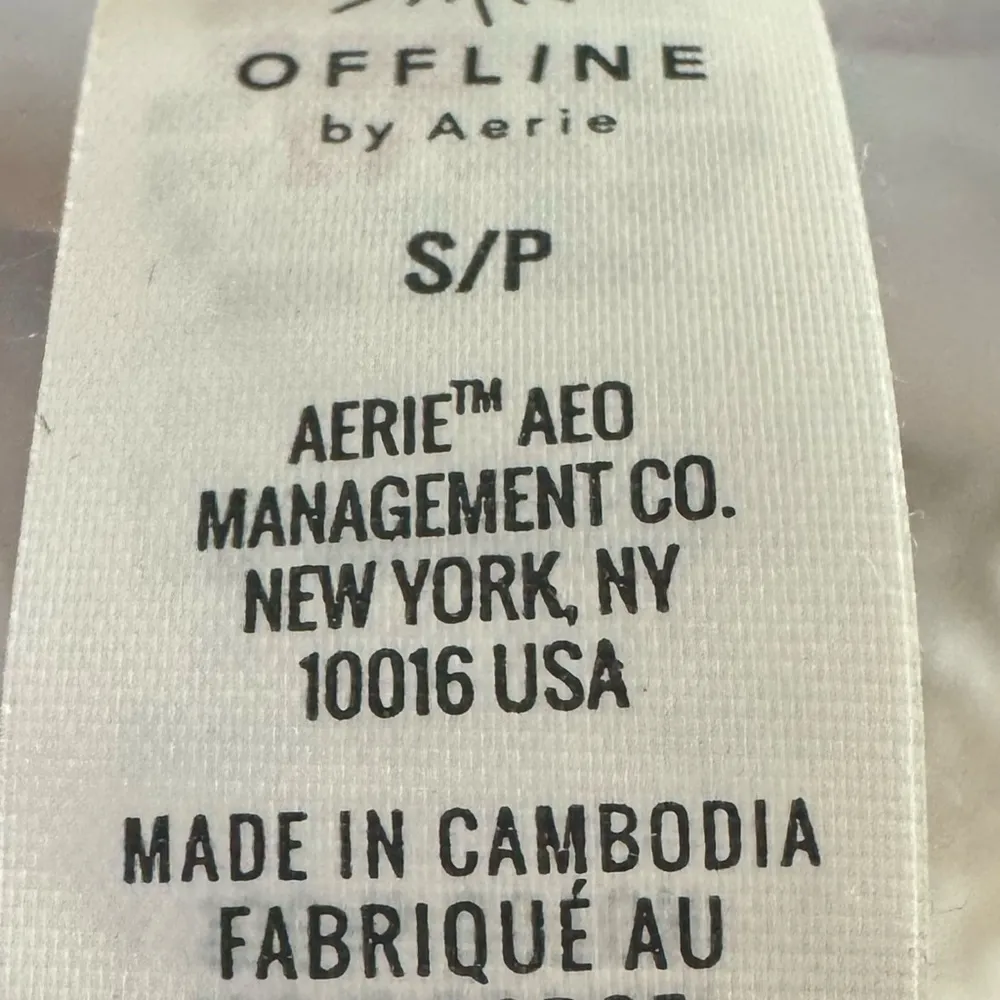 OFFLINE
by Aerie
S/P
AERIE™ AEO
MANAGEMENT CO.
NEW YORK, NY
10016 USA
MADE IN CAMBODIA
FABRIQUÉ AU